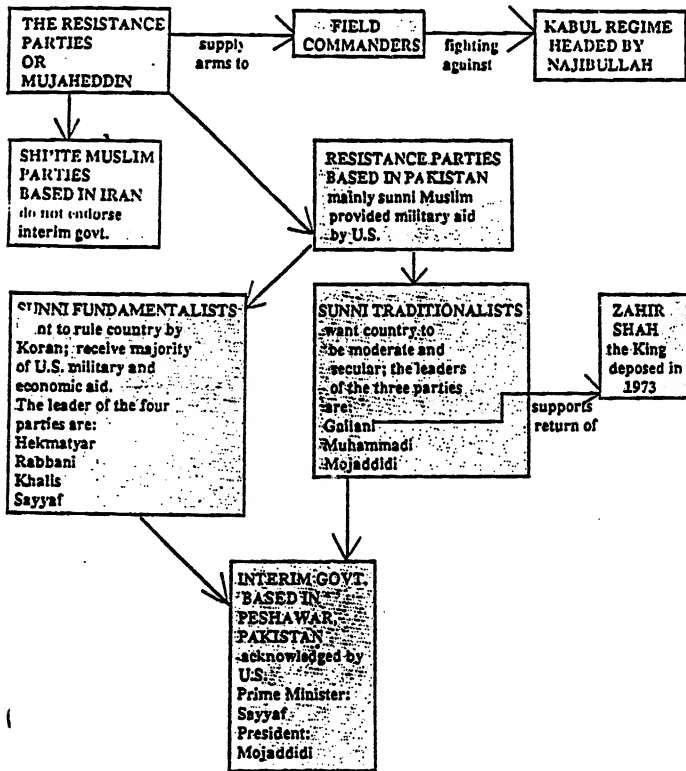 THE RESISTANCE
PARTIES
OR
MUJAHEDDIN
supply
arms to
FIELD
COMMANDERS
fighting
against
KABUL REGIME
HEADED BY
NAJIBULLAH
SHI'ITE MUSLIM
PARTIES
BASED IN IRAN
do not endorse
interim govt.
RESISTANCE PARTIES
BASED IN PAKISTAN
mainly sunni Muslim
provided military aid
by U.S.
SUNNI FUNDAMENTALISTS
to rule country by
Koran; receive majority
of U.S. military and
economic aid.
The leader of the four
parties are:
Hekmatyar
Rabbani
Khalis
Sayyaf
SUNNI TRADITIONALISTS
want country to
be moderate and
secular; the leaders
of the three parties
are:
Gailani
Muhammadi
Mojaddidi
supports
return of
ZAHIR
SHAH
the King
deposed in
1973
INTERIM GOVT.
BASED IN
PESHAWAR,
PAKISTAN
acknowledged by
U.S.
Prime Minister:
Sayyaf
President:
Mojaddidi